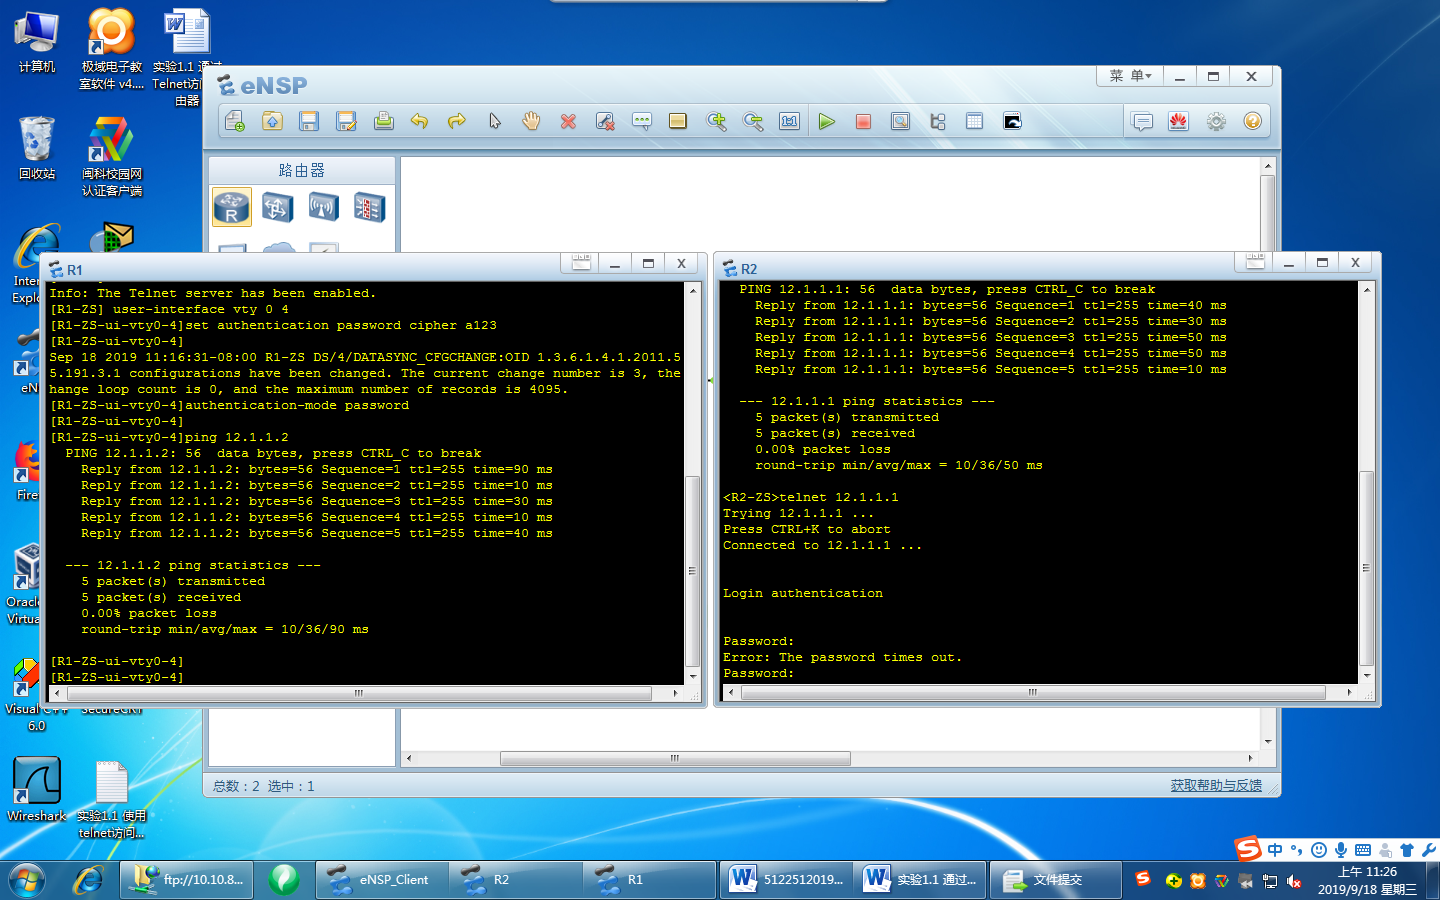 计算机
极域电子教
室软件 v4....
实验1.1 通过
Telnet访
由器
回收站
闽科校园网
认证客户端
Inter
Explo
eN
Firef
Oracle
Virtua
Visual C++
6.0
SecureCRT
Wireshark
实验1.1 使用
telnet访问...
eNSP
菜 单
1:1
路由器
R
R1
Info: The Telnet server has been enabled.
[R1-ZS] user-interface vty 0 4
[R1-ZS-ui-vty0-4]set authentication password cipher a123
[R1-ZS-ui-vty0-4]
Sep 18 2019 11:16:31-08:00 R1-ZS DS/4/DATASYNC_CFGCHANGE:OID 1.3.6.1.4.1.2011.5
5.191.3.1 configurations have been changed. The current change number is 3, the
hange loop count is 0, and the maximum number of records is 4095.
[R1-ZS-ui-vty0-4]authentication-mode password
[R1-ZS-ui-vty0-4]
[R1-ZS-ui-vty0-4]ping 12.1.1.2
PING 12.1.1.2: 56  data bytes, press CTRL_C to break
Reply from 12.1.1.2: bytes=56 Sequence=1 ttl=255 time=90 ms
Reply from 12.1.1.2: bytes=56 Sequence=2 ttl=255 time=10 ms
Reply from 12.1.1.2: bytes=56 Sequence=3 ttl=255 time=30 ms
Reply from 12.1.1.2: bytes=56 Sequence=4 ttl=255 time=10 ms
Reply from 12.1.1.2: bytes=56 Sequence=5 ttl=255 time=40 ms
--- 12.1.1.2 ping statistics ---
5 packet(s) transmitted
5 packet(s) received
0.00% packet loss
round-trip min/avg/max = 10/36/90 ms
[R1-ZS-ui-vty0-4]
[R1-ZS-ui-vty0-4]
R2
PING 12.1.1.1: 56  data bytes, press CTRL_C to break
Reply from 12.1.1.1: bytes=56 Sequence=1 ttl=255 time=40 ms
Reply from 12.1.1.1: bytes=56 Sequence=2 ttl=255 time=30 ms
Reply from 12.1.1.1: bytes=56 Sequence=3 ttl=255 time=50 ms
Reply from 12.1.1.1: bytes=56 Sequence=4 ttl=255 time=50 ms
Reply from 12.1.1.1: bytes=56 Sequence=5 ttl=255 time=10 ms
--- 12.1.1.1 ping statistics ---
5 packet(s) transmitted
5 packet(s) received
0.00% packet loss
round-trip min/avg/max = 10/36/50 ms
<R2-ZS>telnet 12.1.1.1
Trying 12.1.1.1 ...
Press CTRL+K to abort
Connected to 12.1.1.1 ...
Login authentication
Password:
Error: The password times out.
Password:
总数：2  选中：1
获取帮助与反馈
中
ftp://10.10.8...
eNSP_Client
R2
R1
5122512019...
实验1.1 通过...
文件提交
上午 11:26
2019/9/18 星期三